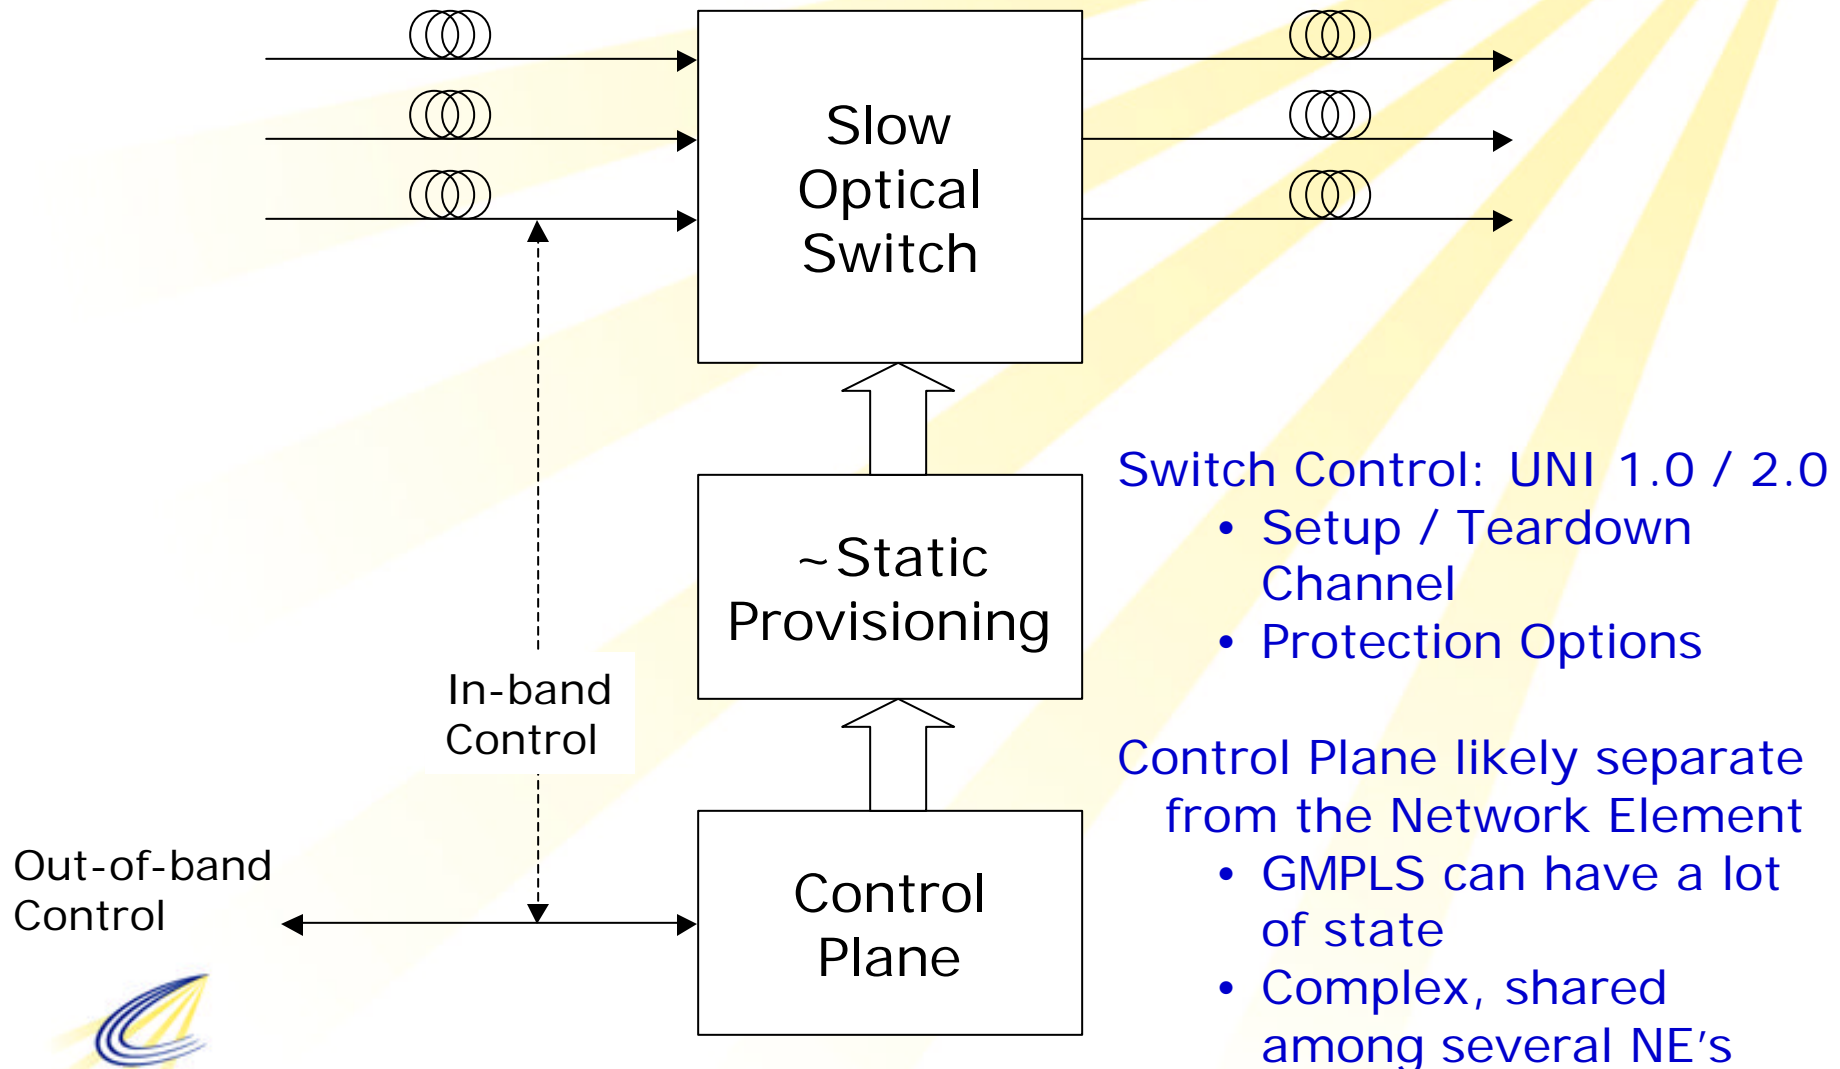 Slow
Optical
Switch
~Static
Provisioning
In-band
Control
Out-of-band
Control
Control
Plane
Switch Control: UNI 1.0 / 2.0
• Setup / Teardown
Channel
• Protection Options
Control Plane likely separate
from the Network Element
• GMPLS can have a lot
of state
• Complex, shared
among several NE's